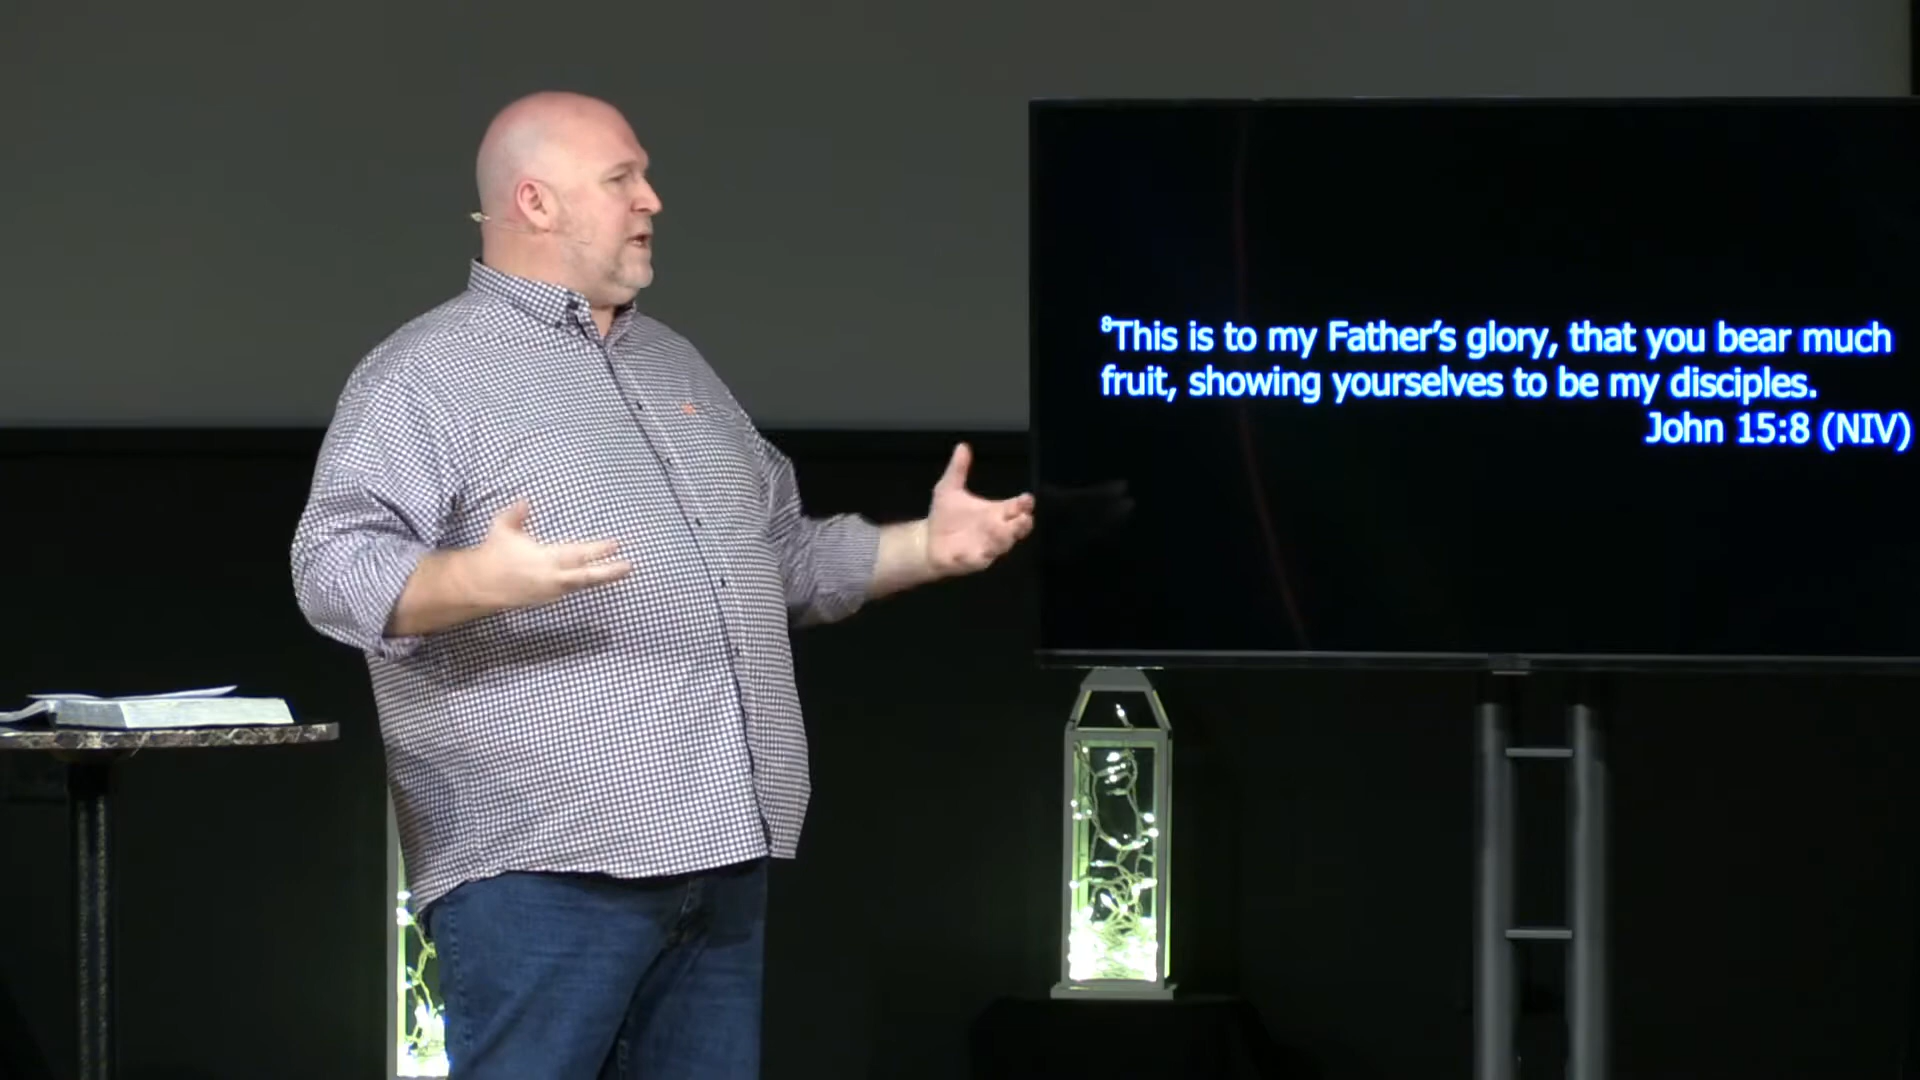 ⁸This is to my Father’s glory, that you bear much
fruit, showing yourselves to be my disciples.
John 15:8 (NIV)